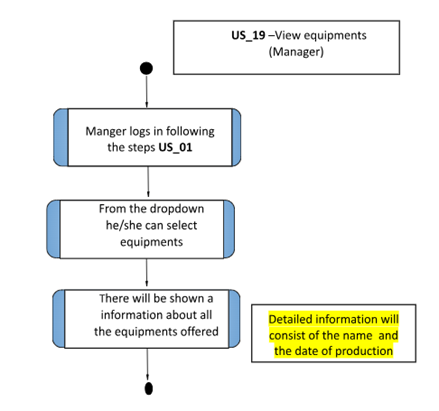 US_19 –View equipments
(Manager)
Manger logs in following
the steps US_01
From the dropdown
he/she can select
equipments
There will be shown a
information about all
the equipments offered
Detailed information will
consist of the name and
the date of production